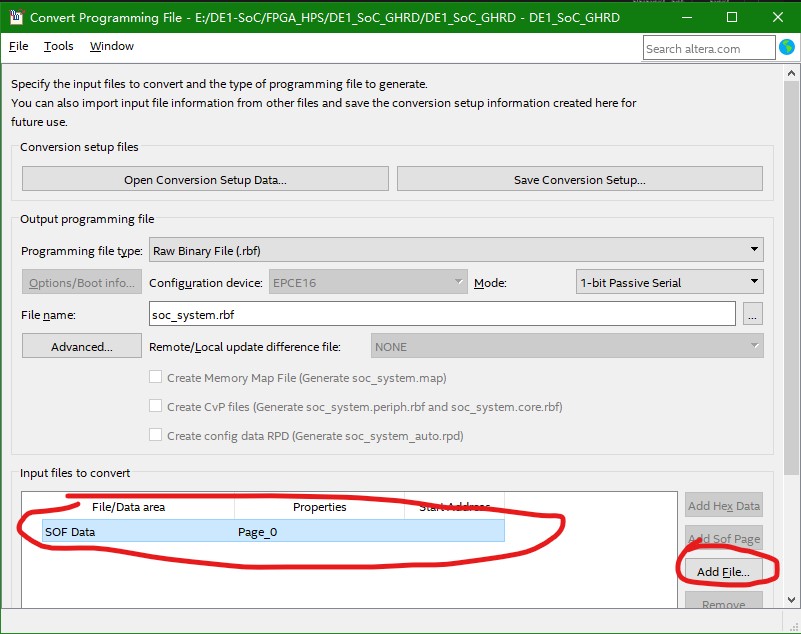 Convert Programming File - E:/DE1-SoC/FPGA_HPS/DE1_SoC_GHRD/DE1_SoC_GHRD - DE1_SoC_GHRD
File Tools Window
Search altera.com
Specify the input files to convert and the type of programming file to generate.
You can also import input file information from other files and save the conversion setup information created here for
future use.
Conversion setup files
Open Conversion Setup Data...
Save Conversion Setup...
Output programming file
Programming file type: Raw Binary File (.rbf)
Options/Boot info... Configuration device: EPCE16 Mode: 1-bit Passive Serial
File name: soc_system.rbf ...
Advanced... Remote/Local update difference file: NONE
Create Memory Map File (Generate soc_system.map)
Create CvP files (Generate soc_system.periph.rbf and soc_system.core.rbf)
Create config data RPD (Generate soc_system_auto.rpd)
Input files to convert
File/Data area Properties Start Address
Add Hex Data
SOF Data Page_0
Add Sof Page
Add File...
Remove